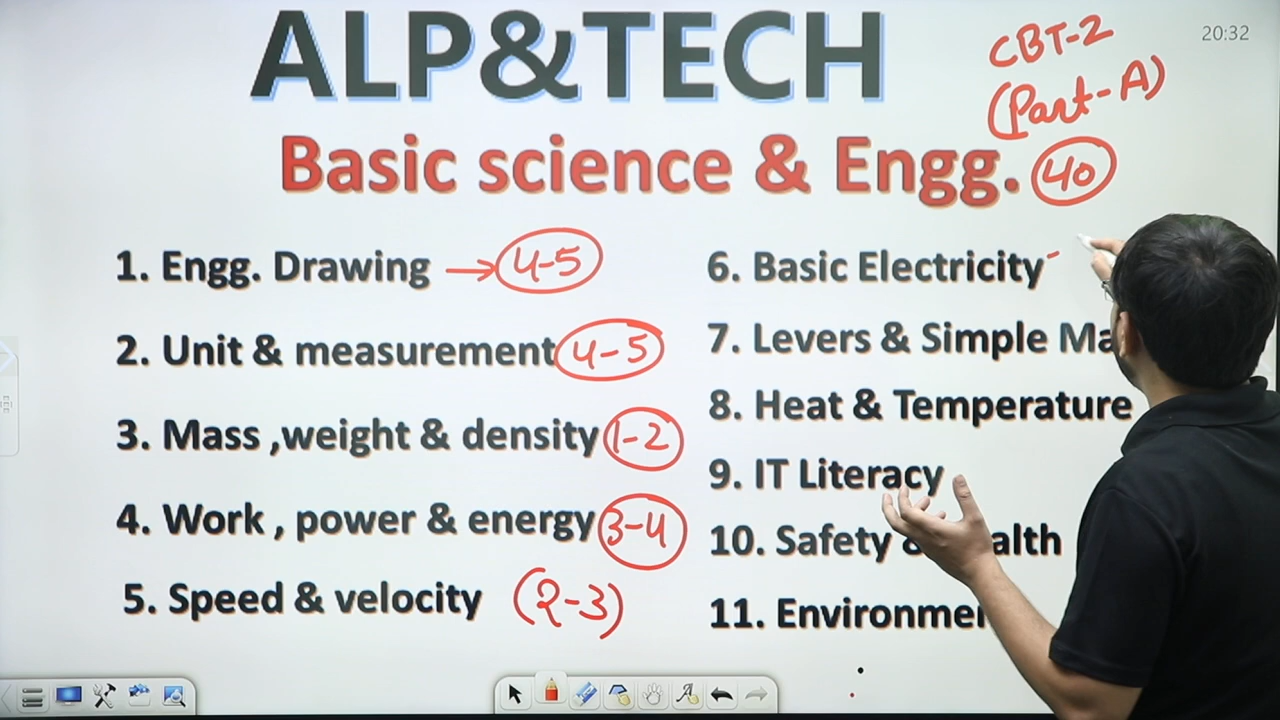 ALP&TECH
CBT-2
20:32
(Part-A)
Basic science & Engg. 40
1. Engg. Drawing → 4-5
2. Unit & measurement 4-5
3. Mass ,weight & density 1-2
4. Work , power & energy 3-4
5. Speed & velocity (2-3)
6. Basic Electricity -
7. Levers & Simple Ma
8. Heat & Temperature
9. IT Literacy
10. Safety & alth
11. Environme